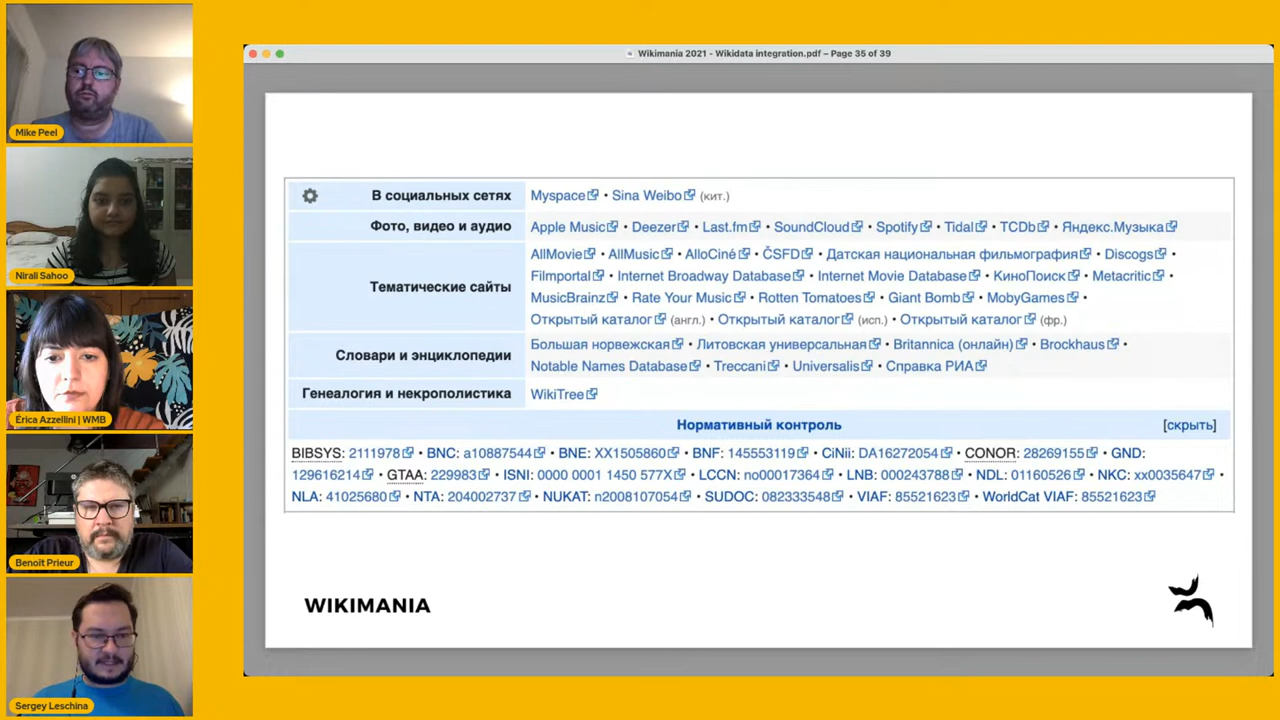 Mike Peel
Nirali Sahoo
Érica Azzellini | WMB
Benoît Prieur
Sergey Leschina
Wikimania 2021 - Wikidata integration.pdf – Page 35 of 39
В социальных сетях Myspace • Sina Weibo (кит.)
Фото, видео и аудио Apple Music • Deezer • Last.fm • SoundCloud • Spotify • Tidal • TCDb • Яндекс.Музыка
Тематические сайты
AllMovie • AllMusic • AlloCiné • ČSFD • Датская национальная фильмография • Discogs •
Filmportal • Internet Broadway Database • Internet Movie Database • КиноПоиск • Metacritic •
MusicBrainz • Rate Your Music • Rotten Tomatoes • Giant Bomb • MobyGames •
Открытый каталог (англ.) • Открытый каталог (исп.) • Открытый каталог (фр.)
Словари и энциклопедии
Большая норвежская • Литовская универсальная • Britannica (онлайн) • Brockhaus •
Notable Names Database • Treccani • Universalis • Справка РИА
Генеалогия и некрополистика WikiTree
Нормативный контроль [скрыть]
BIBSYS: 2111978 • BNC: a10887544 • BNE: XX1505860 • BNF: 145553119 • CiNii: DA16272054 • CONOR: 28269155 • GND:
129616214 • GTAA: 229983 • ISNI: 0000 0001 1450 577X • LCCN: no00017364 • LNB: 000243788 • NDL: 01160526 • NKC: xx0035647 •
NLA: 41025680 • NTA: 204002737 • NUKAT: n2008107054 • SUDOC: 082333548 • VIAF: 85521623 • WorldCat VIAF: 85521623
WIKIMANIA